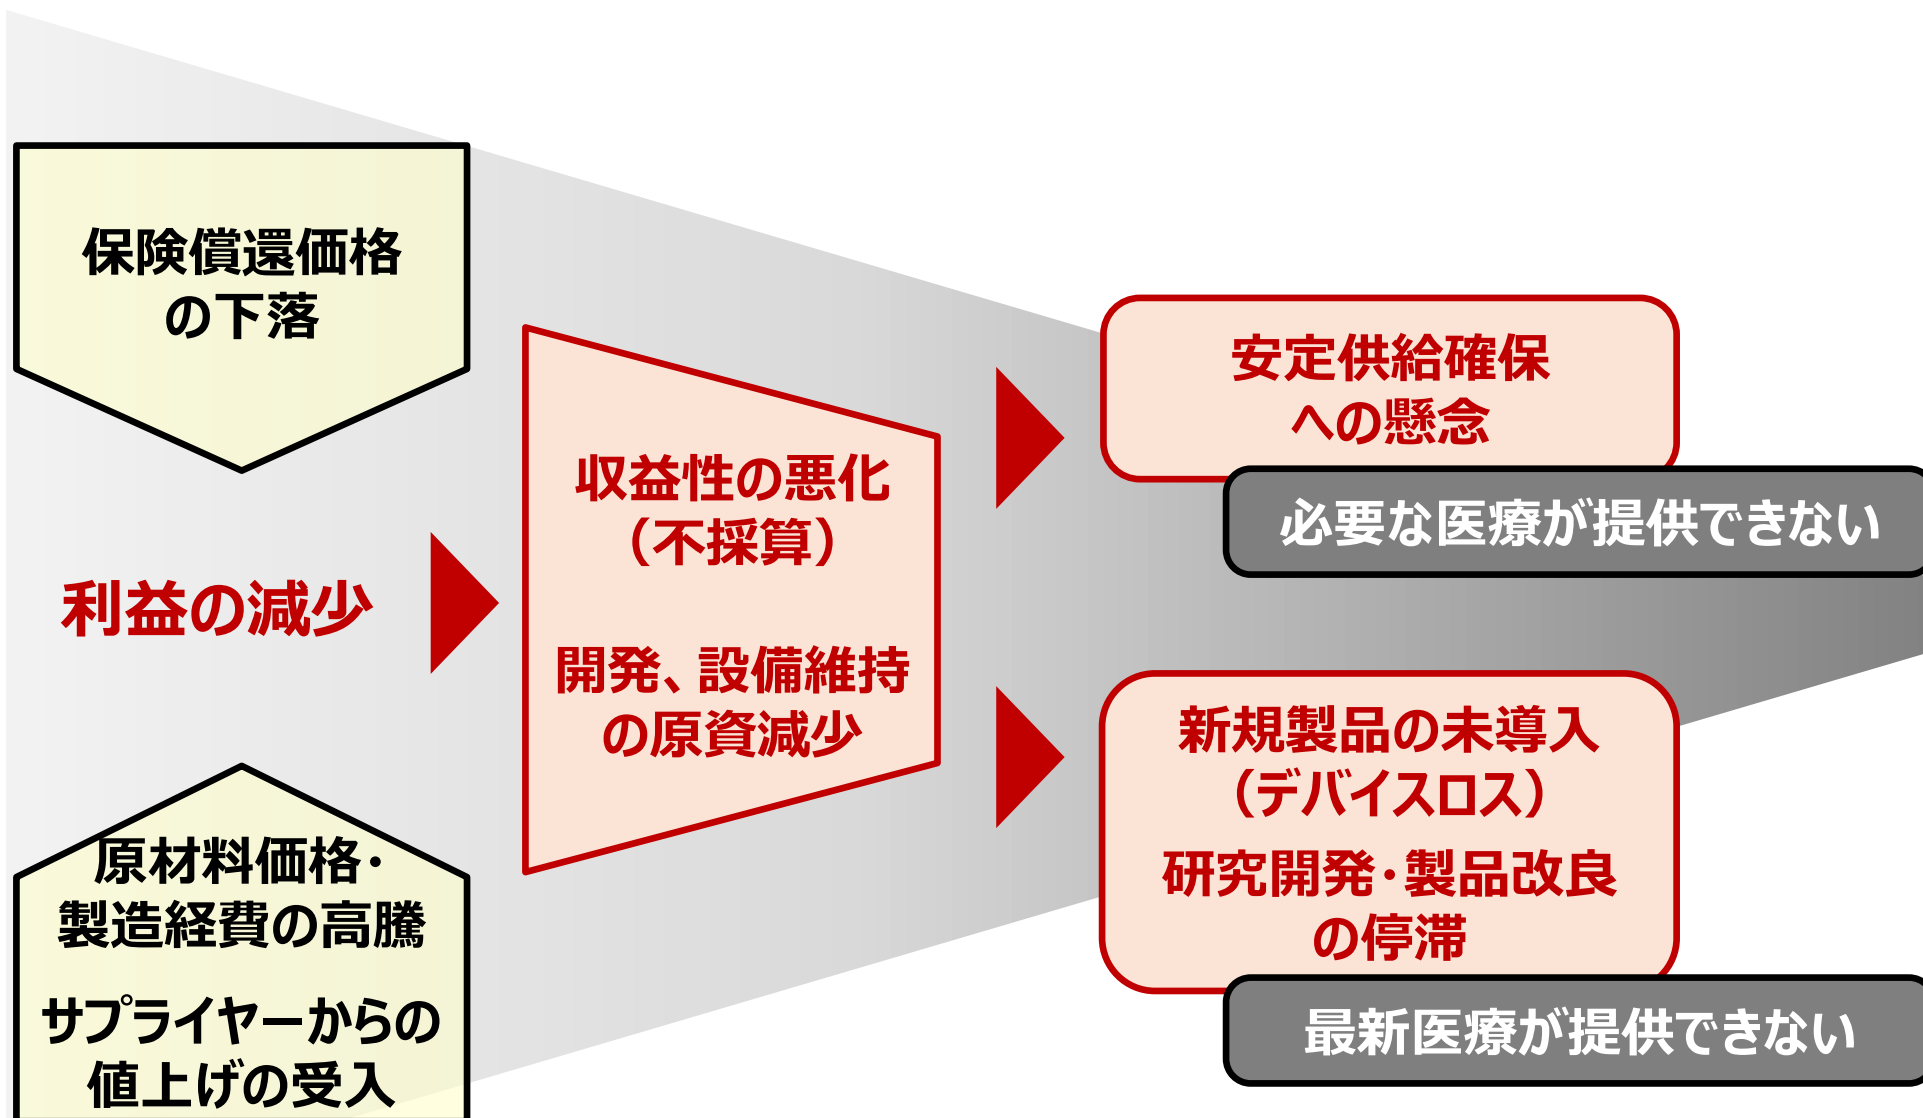 保険償還価格
の下落
利益の減少
原材料価格・
製造経費の高騰
サプライヤーからの
値上げの受入
収益性の悪化
（不採算）
開発、設備維持
の原資減少
安定供給確保
への懸念
必要な医療が提供できない
新規製品の未導入
（デバイスロス）
研究開発・製品改良
の停滞
最新医療が提供できない